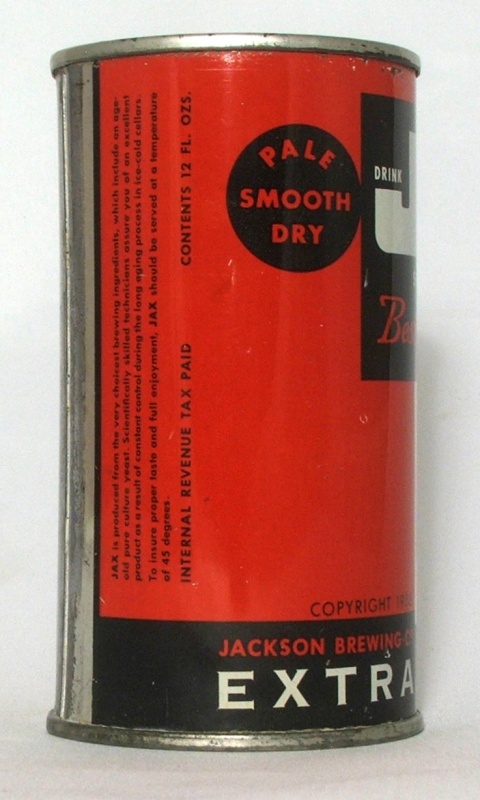 JAX is produced from the very choicest brewing ingredients, which include an age-
old pure culture yeast. Scientifically skilled technicians assure you of an excellent
product as a result of constant control during the long aging process in ice-cold cellars.
To insure proper taste and full enjoyment, JAX should be served at a temperature
of 45 degrees.
INTERNAL REVENUE TAX PAID CONTENTS 12 FL. OZS.
PALE
SMOOTH
DRY
DRINK
J
Bee
COPYRIGHT 19
JACKSON BREWING C
EXTRA